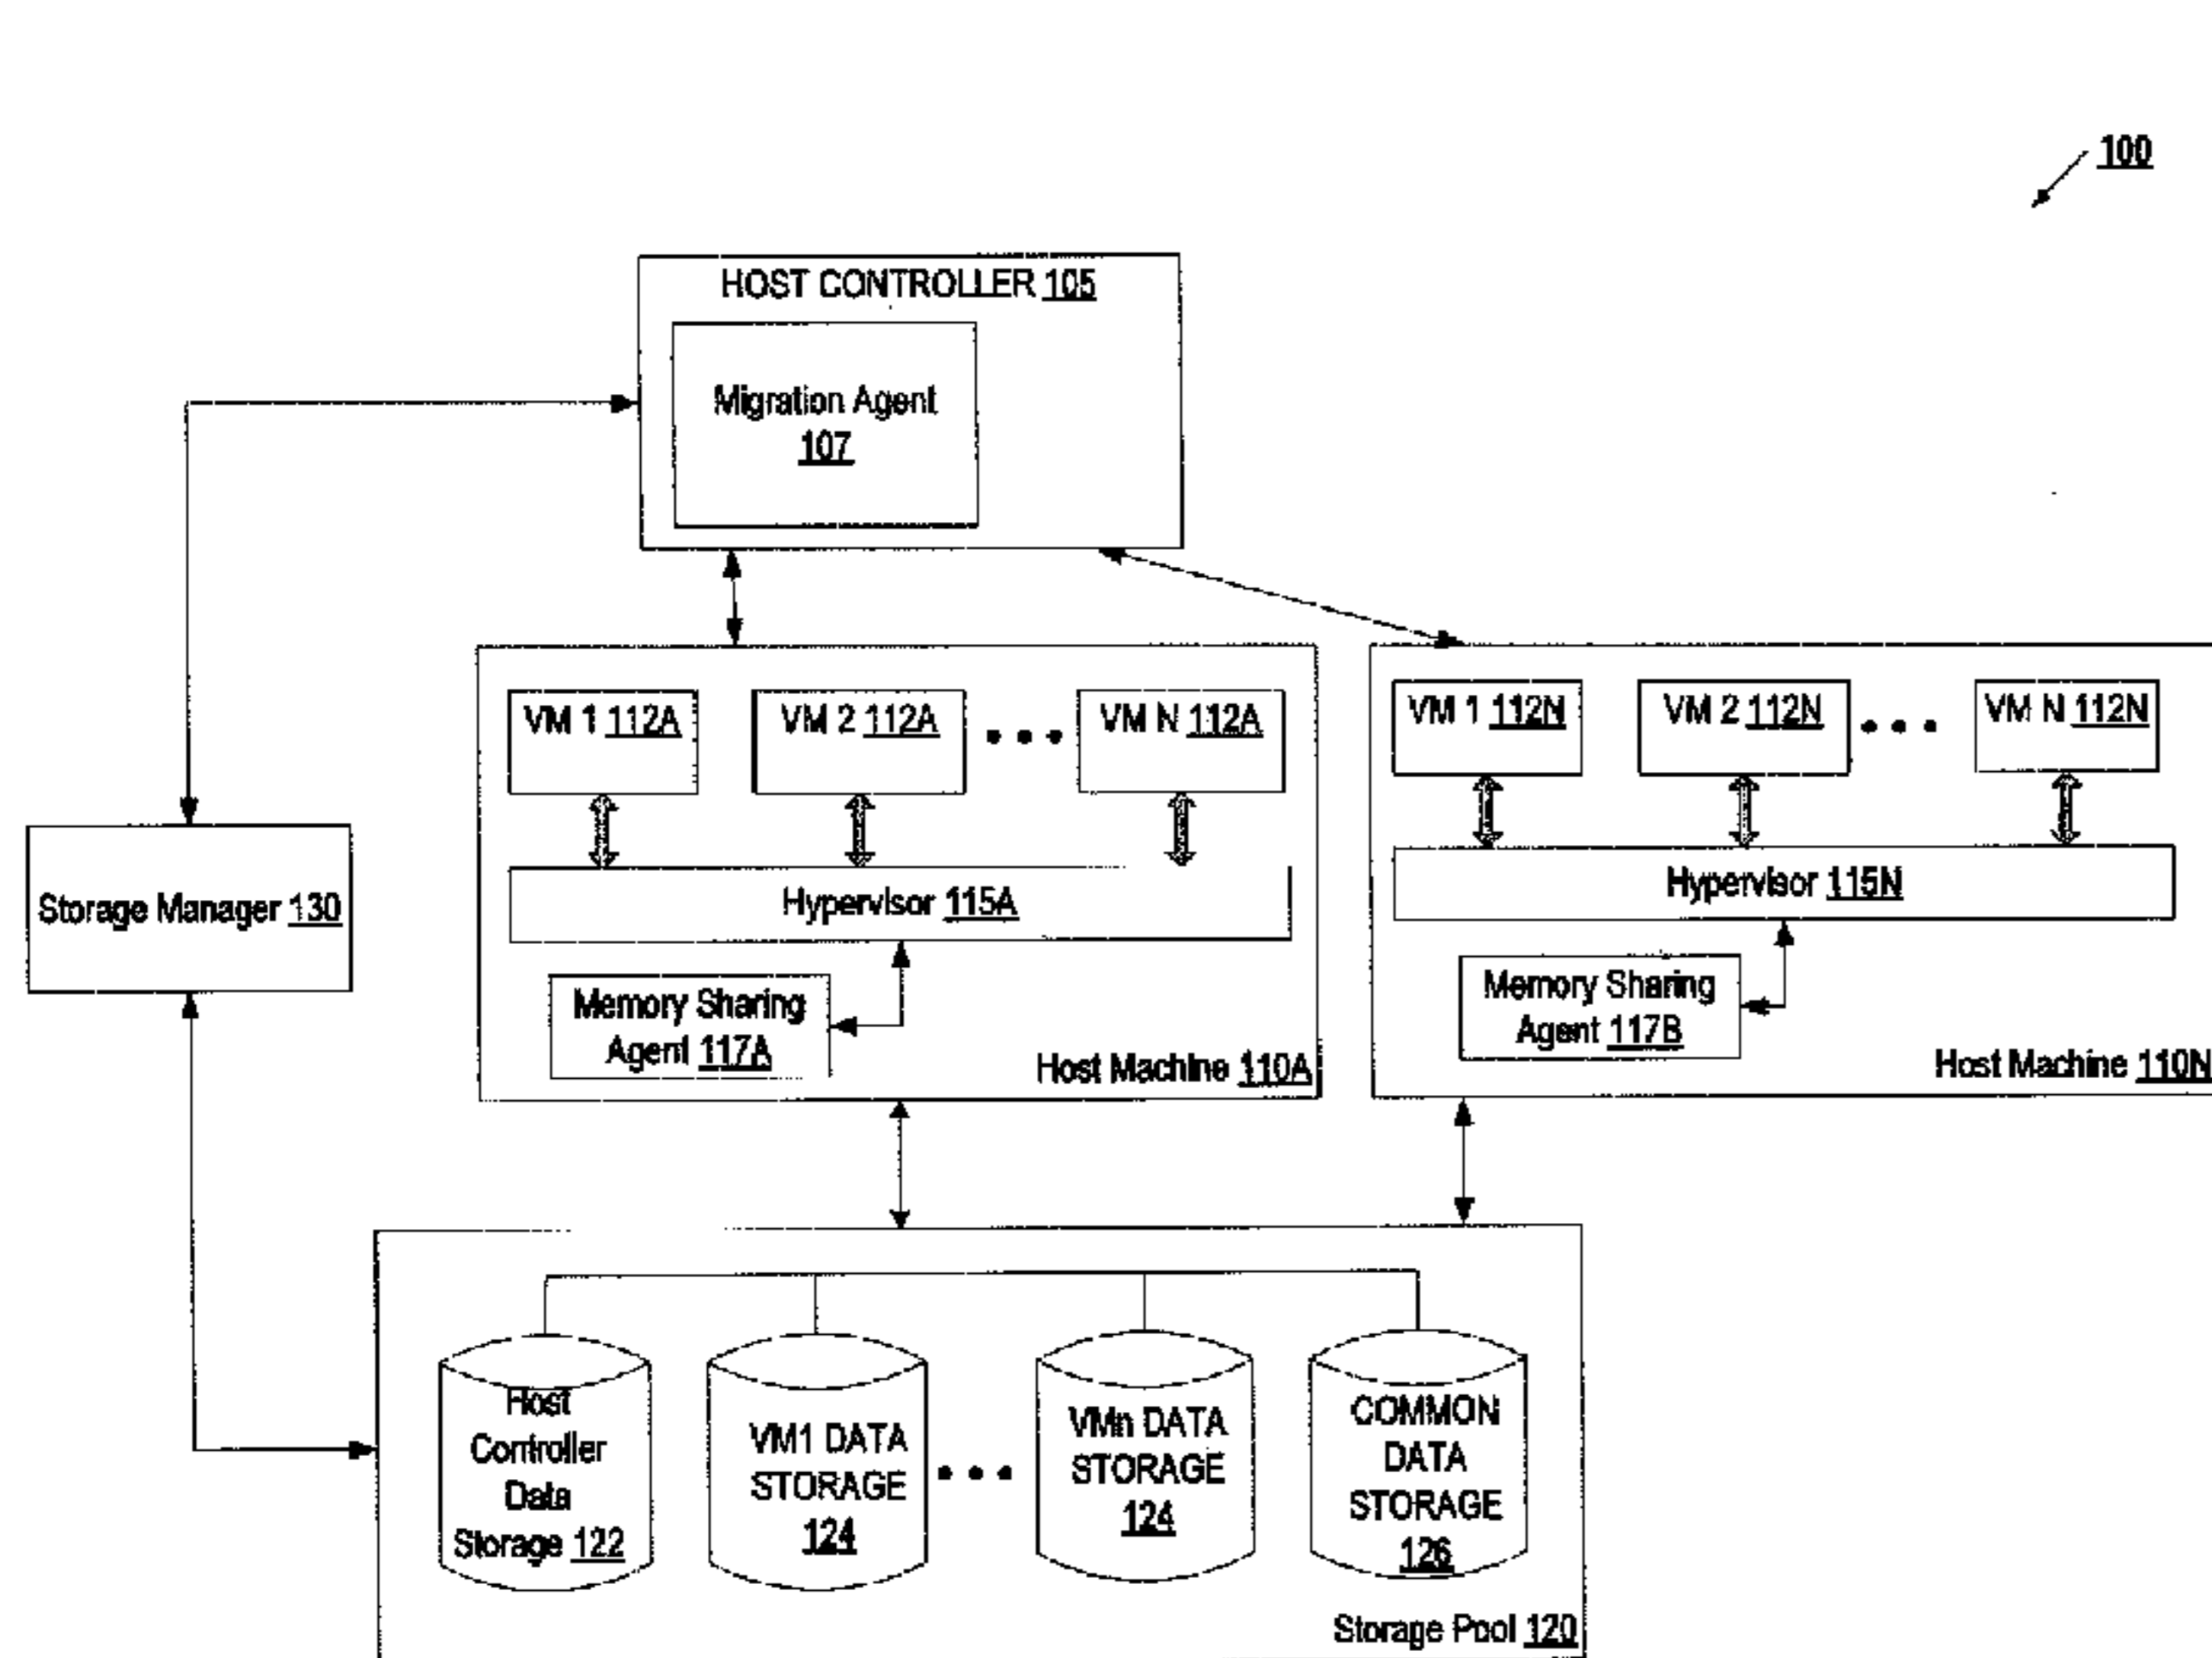 100
HOST CONTROLLER 105
Migration Agent
107
VM 1 112A
VM 2 112A
VM N 112A
VM 1 112N
VM 2 112N
VM N 112N
Hypervisor 115A
Hypervisor 115N
Storage Manager 130
Memory Sharing
Agent 117A
Host Machine 110A
Memory Sharing
Agent 117B
Host Machine 110N
Host
Controller
Data
Storage 122
VM1 DATA
STORAGE
124
VMn DATA
STORAGE
124
COMMON
DATA
STORAGE
126
Storage Pool 120